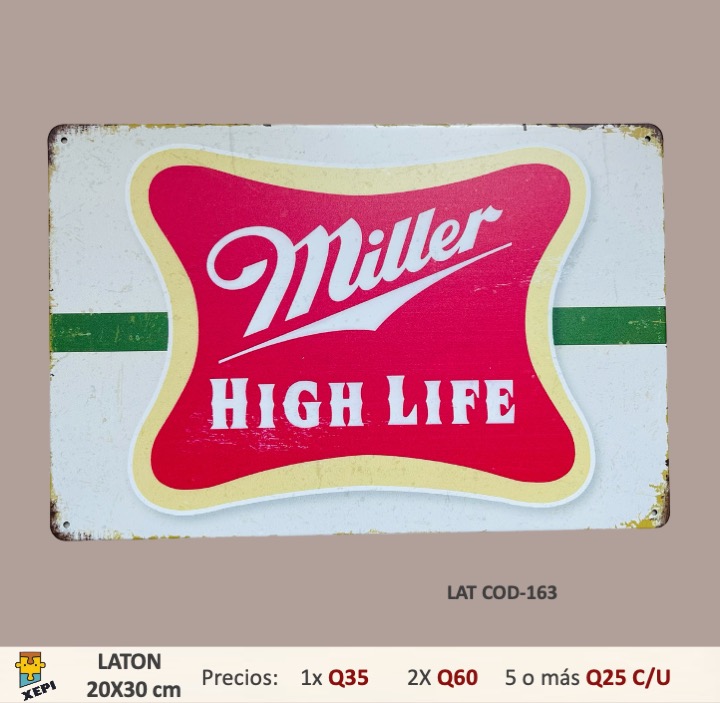 Miller
HIGH LIFE
LAT COD-163
XEPI
LATON
20X30 cm
Precios: 1x Q35 2X Q60 5 o más Q25 C/U